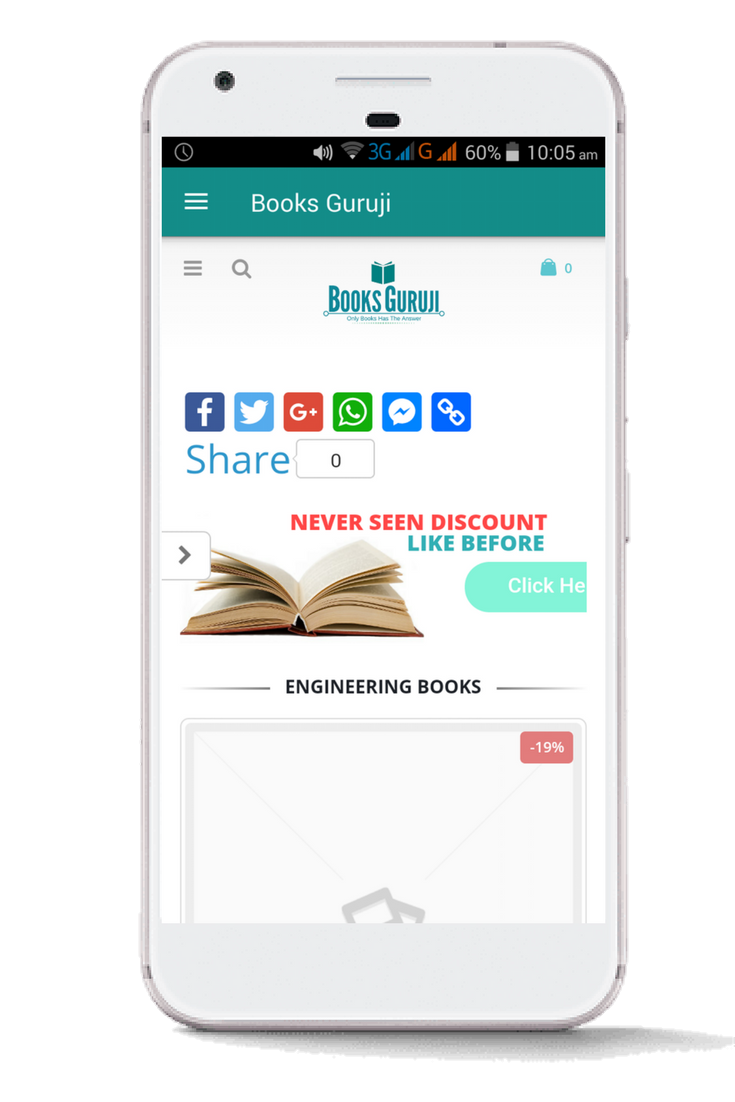 3G G 60% 10:05 am
Books Guruji
0
BOOKS GURUJI
Only Books Has The Answer
G+
Share 0
NEVER SEEN DISCOUNT
LIKE BEFORE
Click He
ENGINEERING BOOKS
-19%